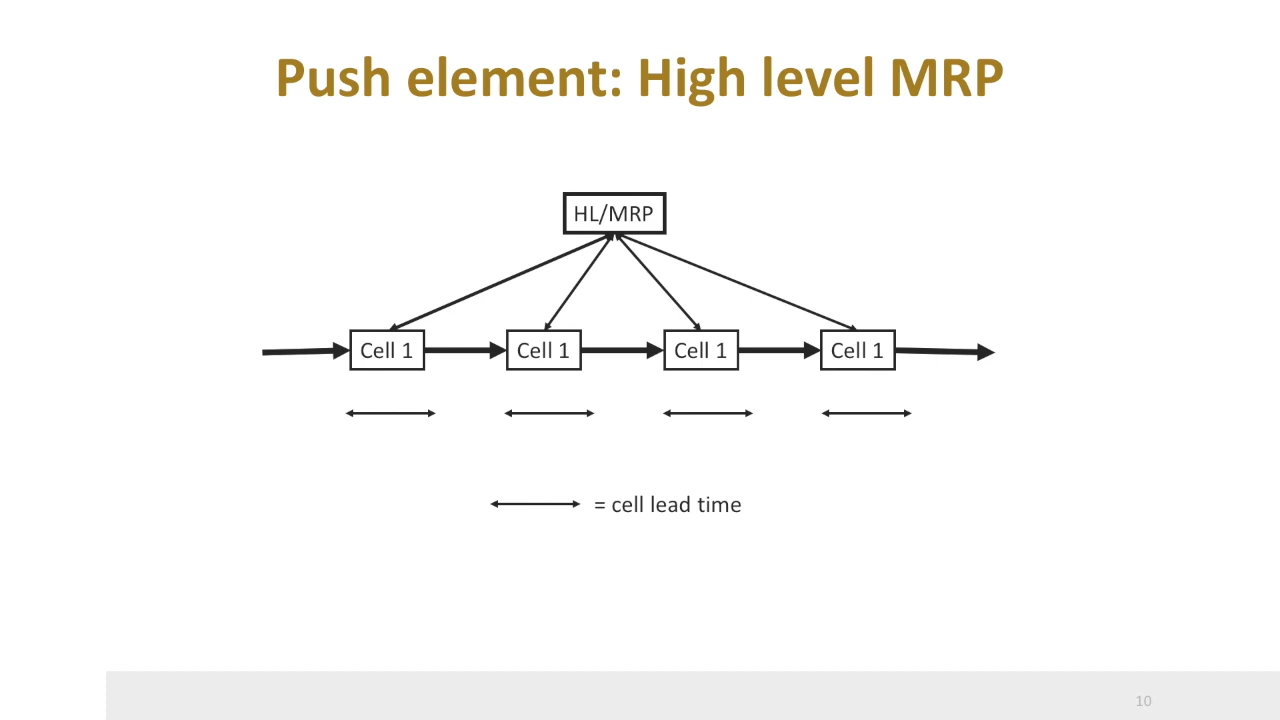 Push element: High level MRP
HL/MRP
Cell 1 Cell 1 Cell 1 Cell 1
= cell lead time
10